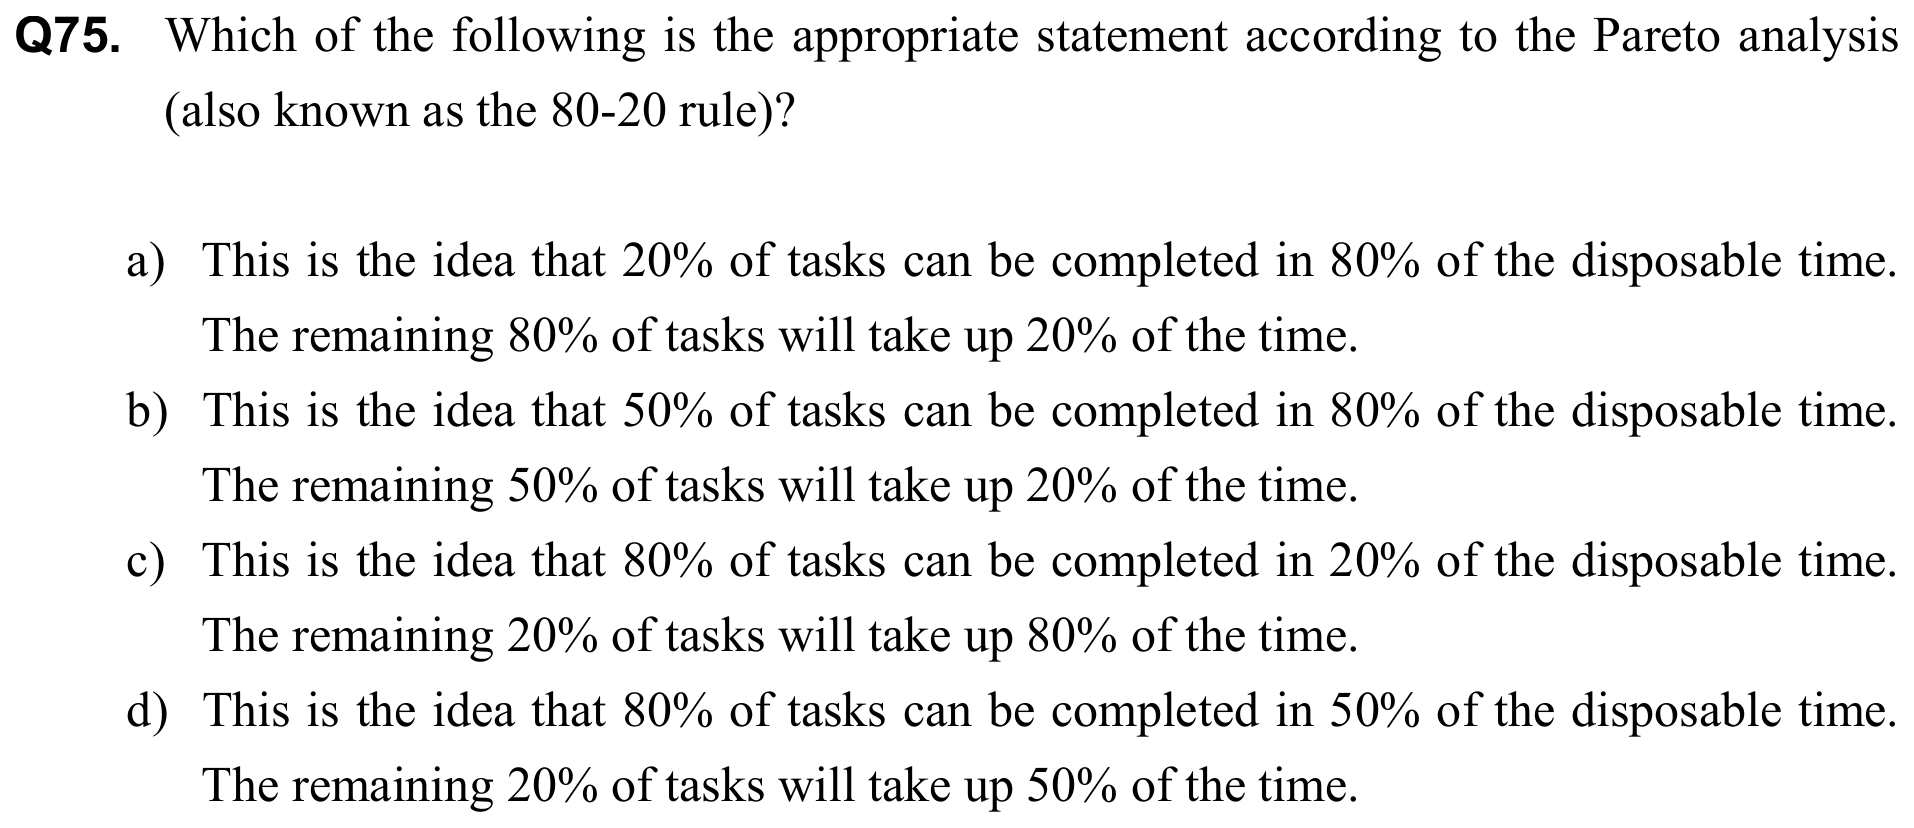 Q75. Which of the following is the appropriate statement according to the Pareto analysis
(also known as the 80-20 rule)?
a) This is the idea that 20% of tasks can be completed in 80% of the disposable time.
The remaining 80% of tasks will take up 20% of the time.
b) This is the idea that 50% of tasks can be completed in 80% of the disposable time.
The remaining 50% of tasks will take up 20% of the time.
c) This is the idea that 80% of tasks can be completed in 20% of the disposable time.
The remaining 20% of tasks will take up 80% of the time.
d) This is the idea that 80% of tasks can be completed in 50% of the disposable time.
The remaining 20% of tasks will take up 50% of the time.